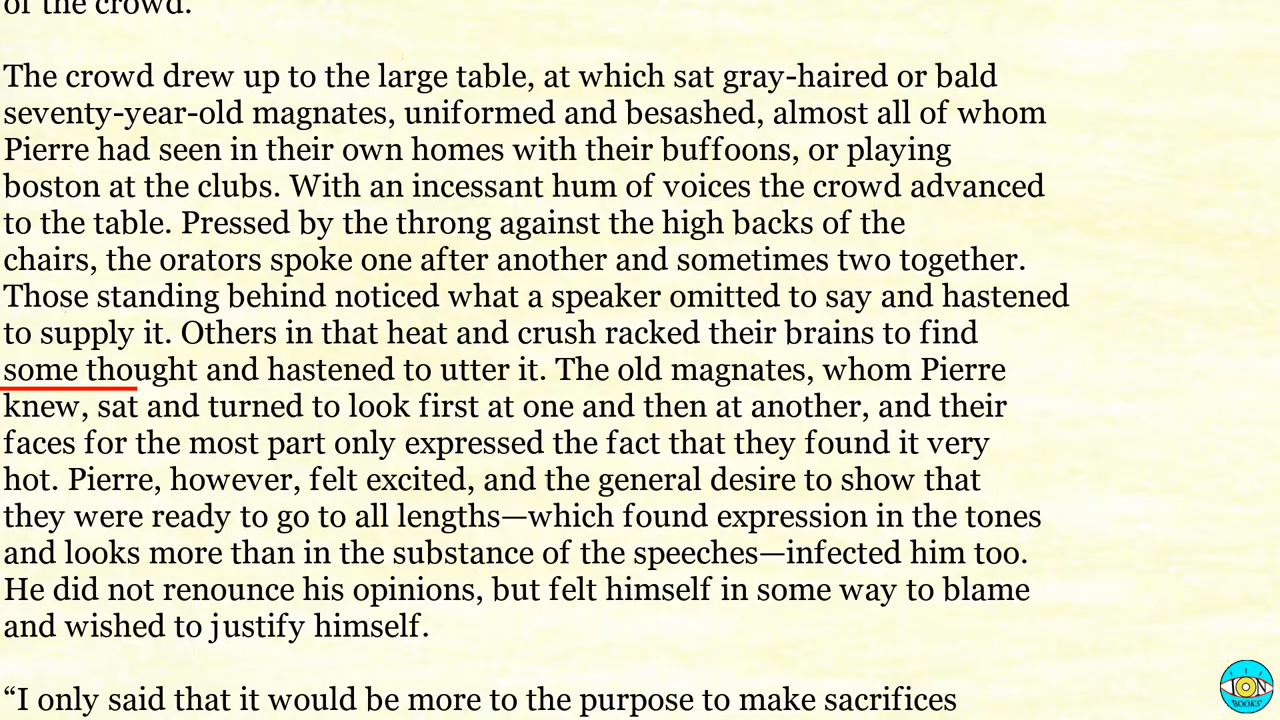 of the crowd.
The crowd drew up to the large table, at which sat gray-haired or bald
seventy-year-old magnates, uniformed and besashed, almost all of whom
Pierre had seen in their own homes with their buffoons, or playing
boston at the clubs. With an incessant hum of voices the crowd advanced
to the table. Pressed by the throng against the high backs of the
chairs, the orators spoke one after another and sometimes two together.
Those standing behind noticed what a speaker omitted to say and hastened
to supply it. Others in that heat and crush racked their brains to find
some thought and hastened to utter it. The old magnates, whom Pierre
knew, sat and turned to look first at one and then at another, and their
faces for the most part only expressed the fact that they found it very
hot. Pierre, however, felt excited, and the general desire to show that
they were ready to go to all lengths—which found expression in the tones
and looks more than in the substance of the speeches—infected him too.
He did not renounce his opinions, but felt himself in some way to blame
and wished to justify himself.
“I only said that it would be more to the purpose to make sacrifices
ION
BOOKS